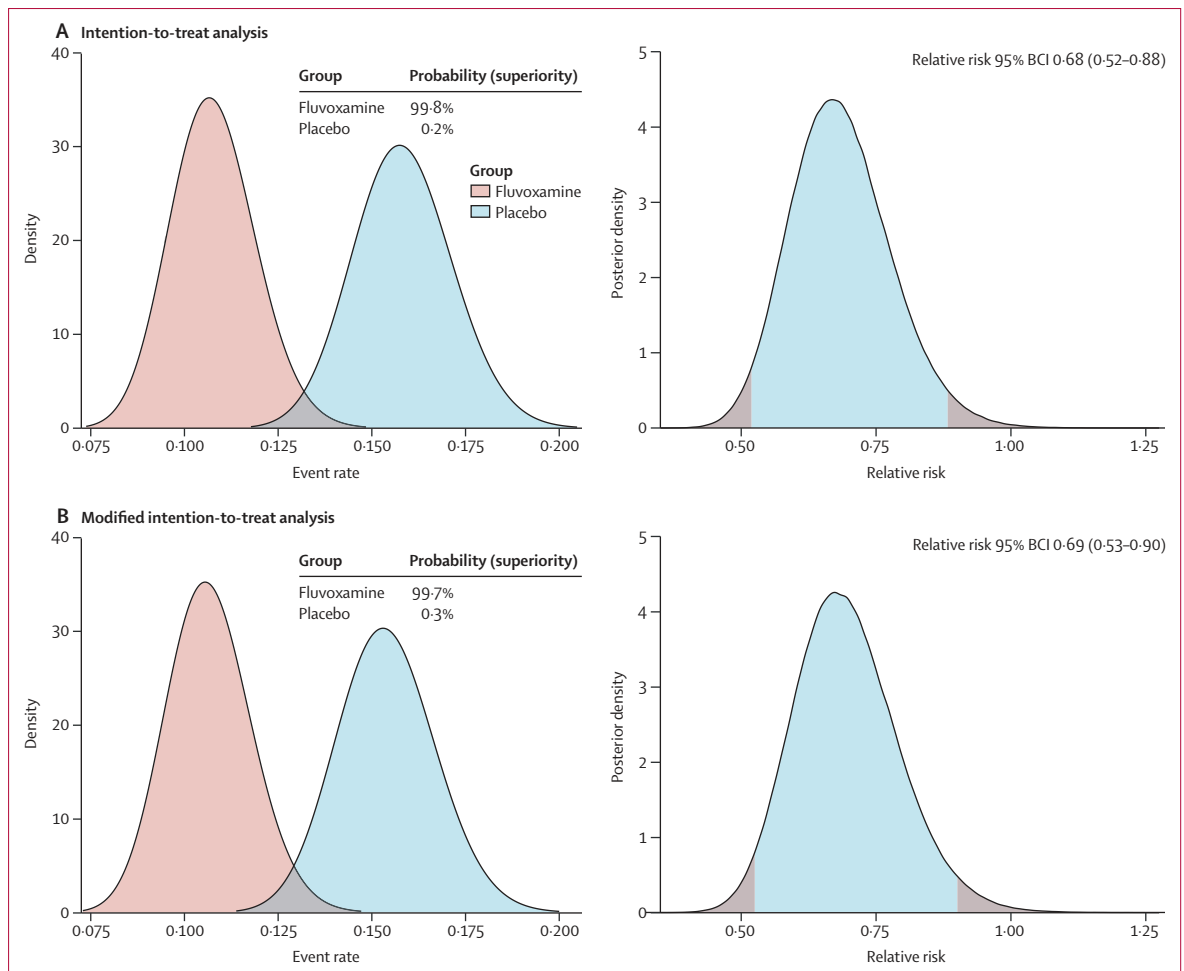 A Intention-to-treat analysis
40
30
20
10
0
Density
Group Probability (superiority)
Fluvoxamine 99·8%
Placebo 0·2%
Group
Fluvoxamine
Placebo
0·075 0·100 0·125 0·150 0·175 0·200
Event rate
Relative risk 95% BCI 0·68 (0·52–0·88)
5
4
3
2
1
0
Posterior density
0·50 0·75 1·00 1·25
Relative risk
B Modified intention-to-treat analysis
40
30
20
10
0
Density
Group Probability (superiority)
Fluvoxamine 99·7%
Placebo 0·3%
0·075 0·100 0·125 0·150 0·175 0·200
Event rate
Relative risk 95% BCI 0·69 (0·53–0·90)
5
4
3
2
1
0
Posterior density
0·50 0·75 1·00 1·25
Relative risk